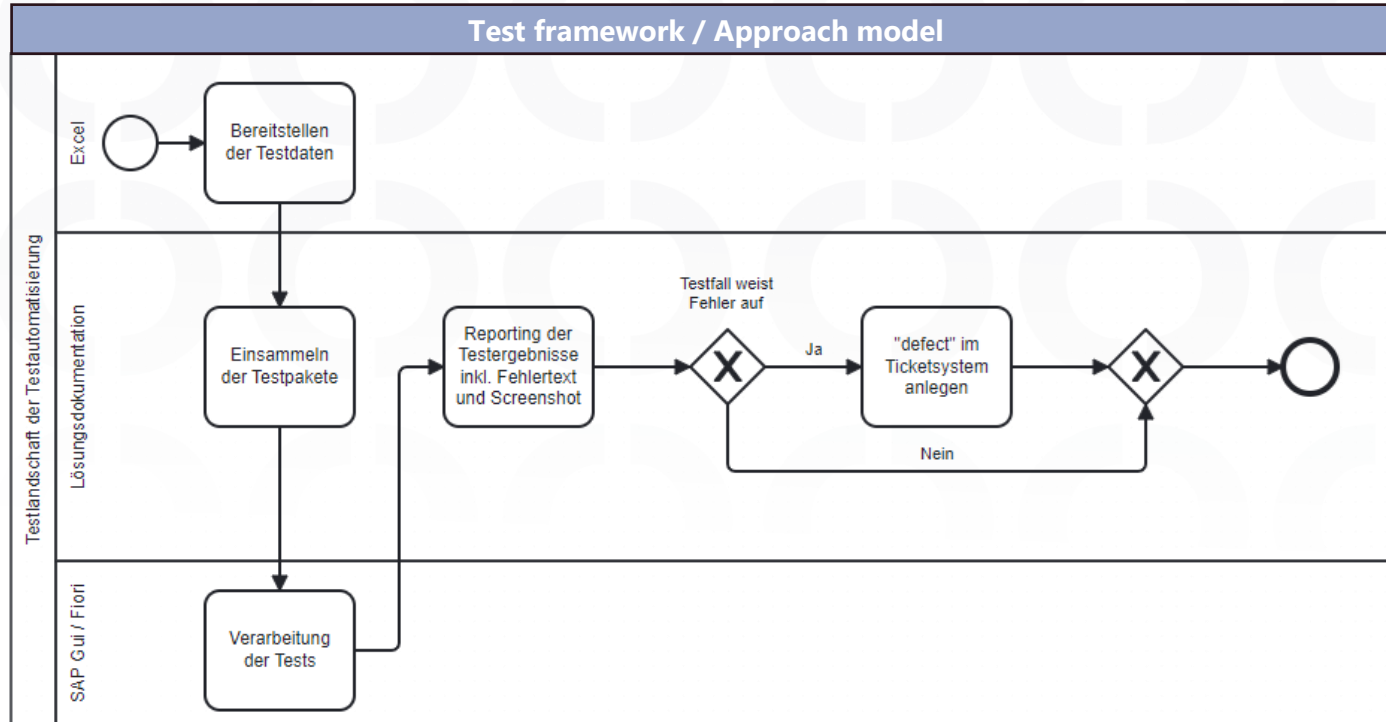 Test framework / Approach model
Testlandschaft der Testautomatisierung
Excel
Bereitstellen
der Testdaten
Lösungsdokumentation
Einsammeln
der Testpakete
Reporting der
Testergebnisse
inkl. Fehlertext
und Screenshot
Testfall weist
Fehler auf
X
Ja
"defect" im
Ticketsystem
anlegen
X
Nein
SAP Gui / Fiori
Verarbeitung
der Tests